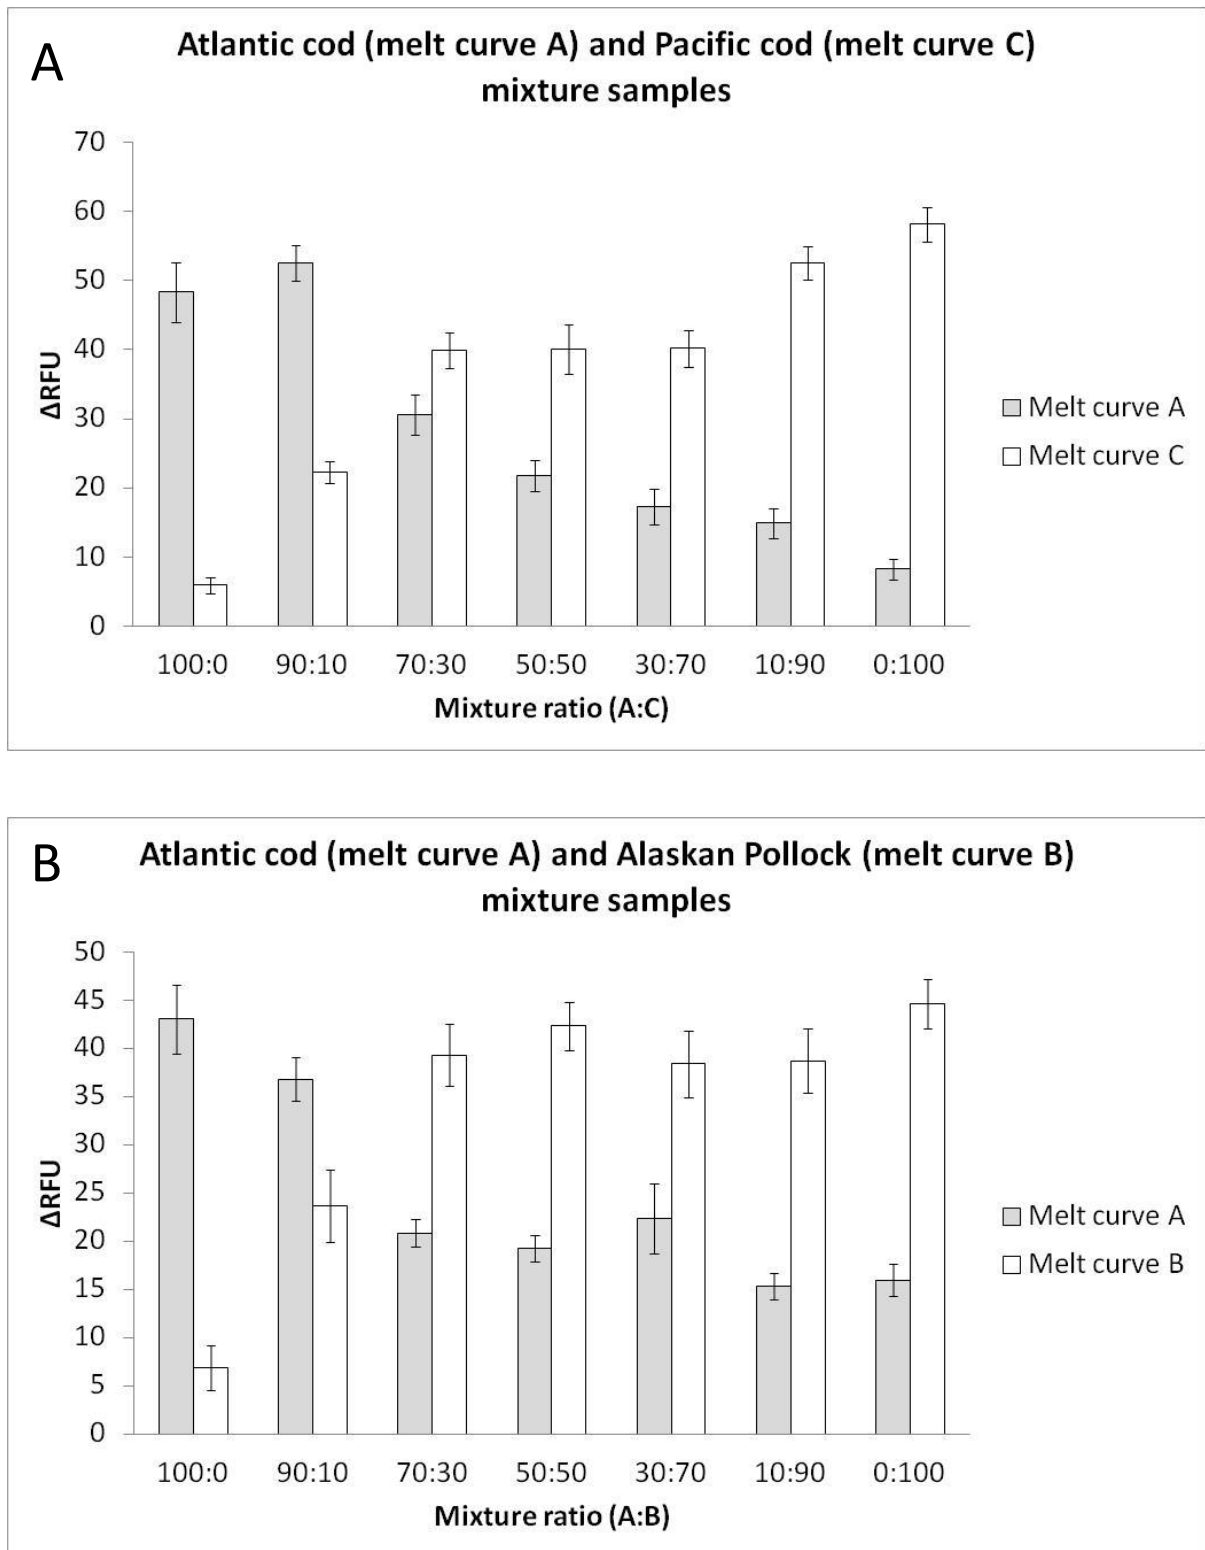 A
Atlantic cod (melt curve A) and Pacific cod (melt curve C)
mixture samples
70
60
50
40
30
20
10
0
ΔRFU
Melt curve A
Melt curve C
100:0 90:10 70:30 50:50 30:70 10:90 0:100
Mixture ratio (A:C)
B
Atlantic cod (melt curve A) and Alaskan Pollock (melt curve B)
mixture samples
50
45
40
35
30
25
20
15
10
5
0
ΔRFU
Melt curve A
Melt curve B
100:0 90:10 70:30 50:50 30:70 10:90 0:100
Mixture ratio (A:B)